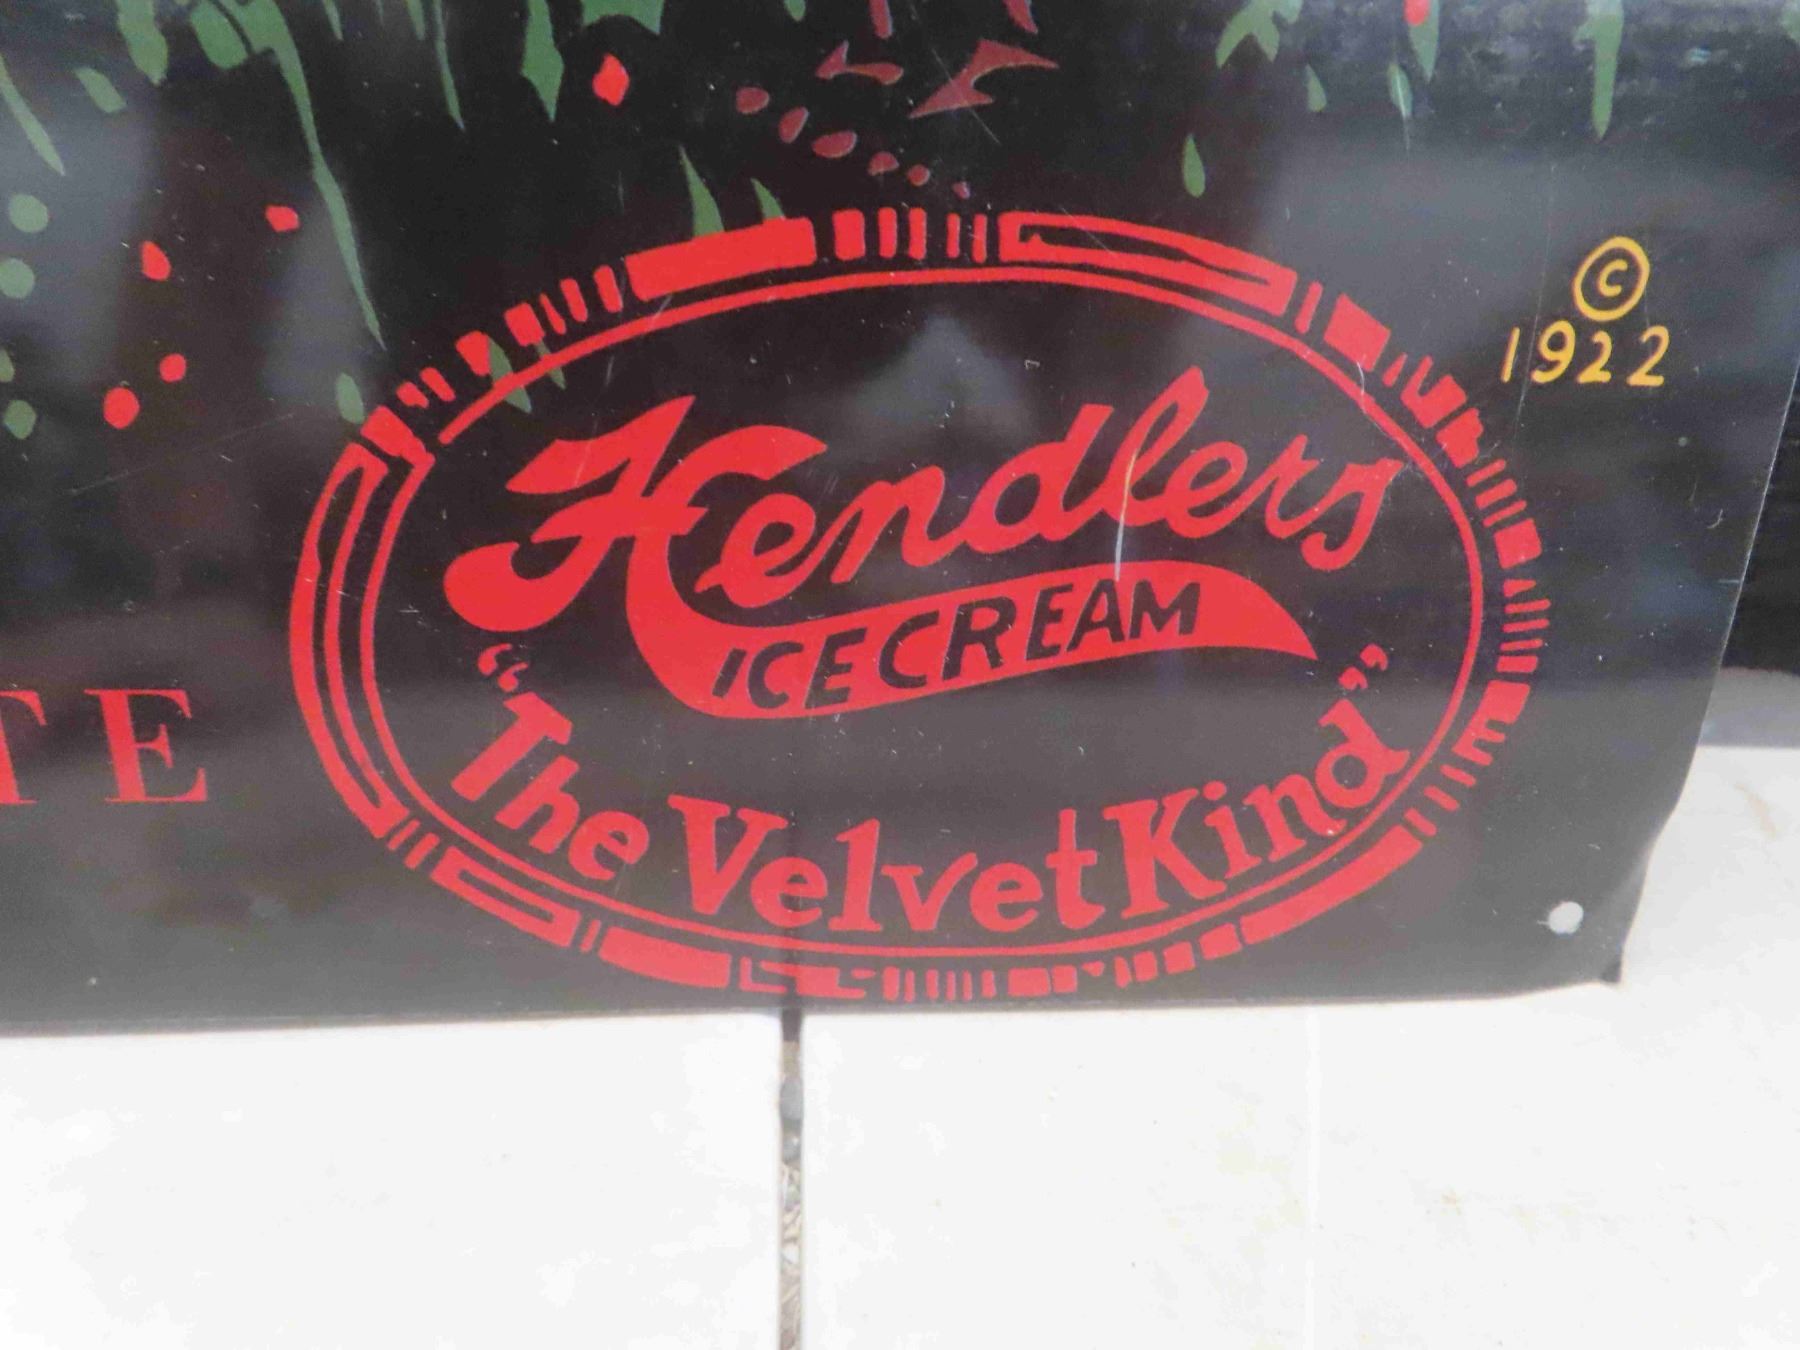 ©
1922
Hendlers
ICE CREAM
"The Velvet Kind"
TE